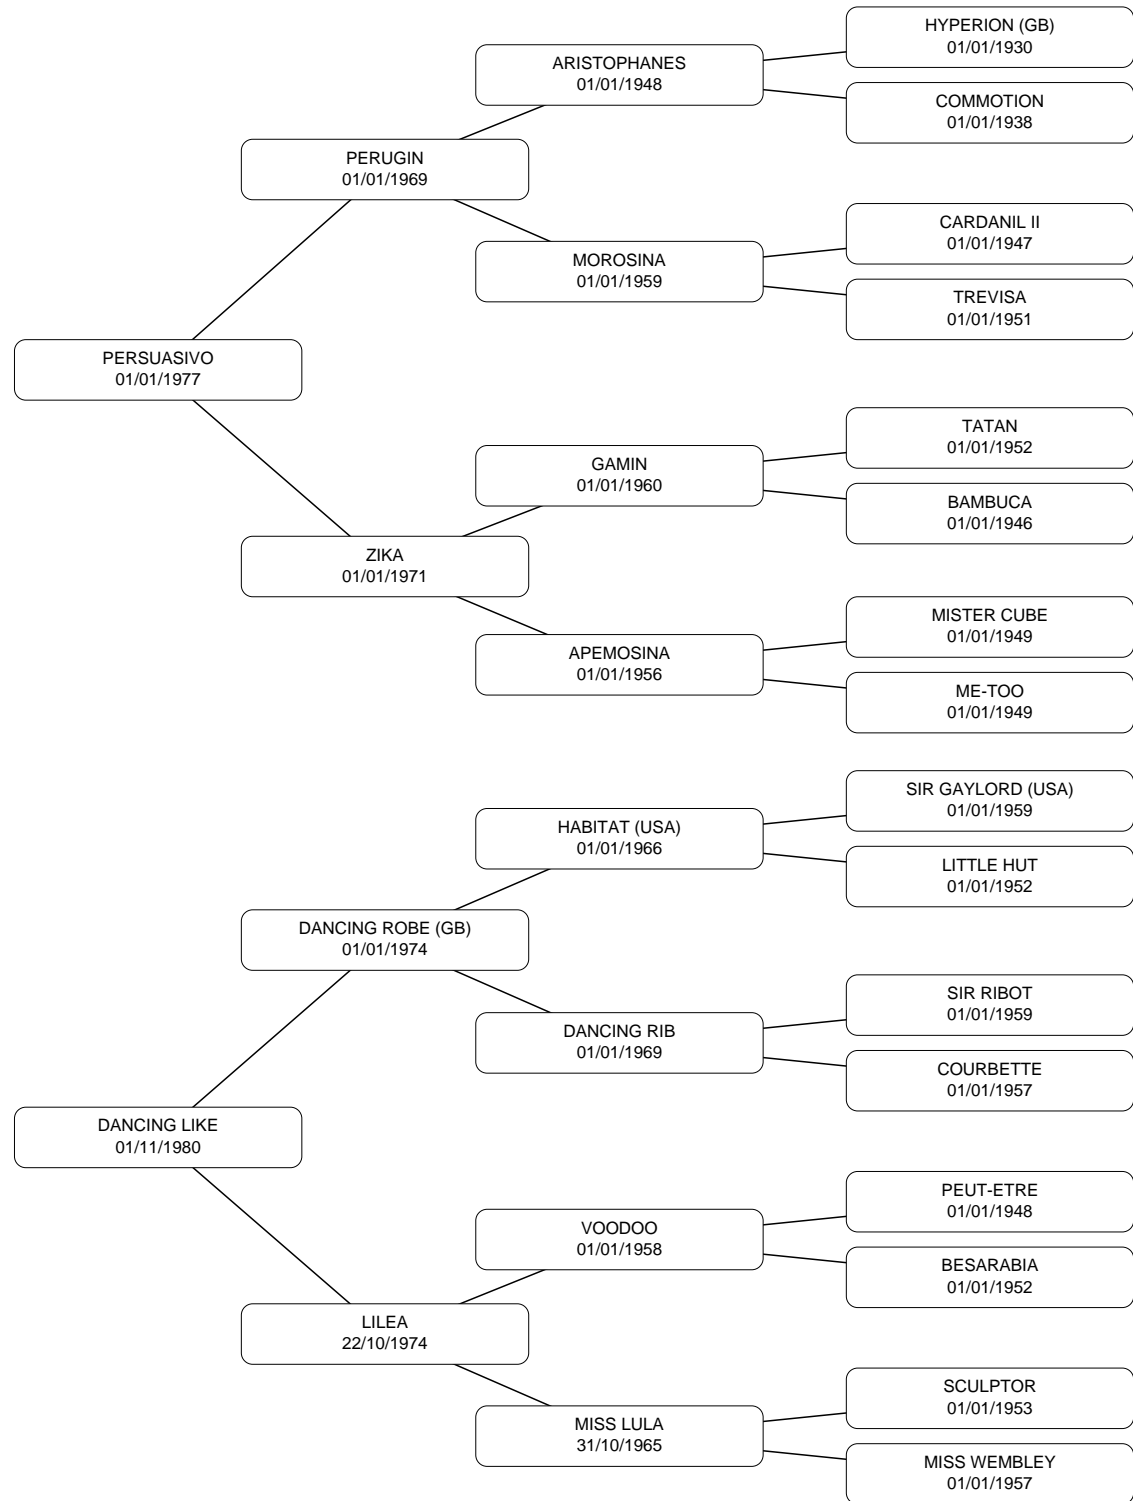 HYPERION (GB)
01/01/1930
ARISTOPHANES
01/01/1948
COMMOTION
01/01/1938
PERUGIN
01/01/1969
CARDANIL II
01/01/1947
MOROSINA
01/01/1959
TREVISA
01/01/1951
PERSUASIVO
01/01/1977
TATAN
01/01/1952
GAMIN
01/01/1960
BAMBUCA
01/01/1946
ZIKA
01/01/1971
MISTER CUBE
01/01/1949
APEMOSINA
01/01/1956
ME-TOO
01/01/1949
SIR GAYLORD (USA)
01/01/1959
HABITAT (USA)
01/01/1966
LITTLE HUT
01/01/1952
DANCING ROBE (GB)
01/01/1974
SIR RIBOT
01/01/1959
DANCING RIB
01/01/1969
COURBETTE
01/01/1957
DANCING LIKE
01/11/1980
PEUT-ETRE
01/01/1948
VOODOO
01/01/1958
BESARABIA
01/01/1952
LILEA
22/10/1974
SCULPTOR
01/01/1953
MISS LULA
31/10/1965
MISS WEMBLEY
01/01/1957